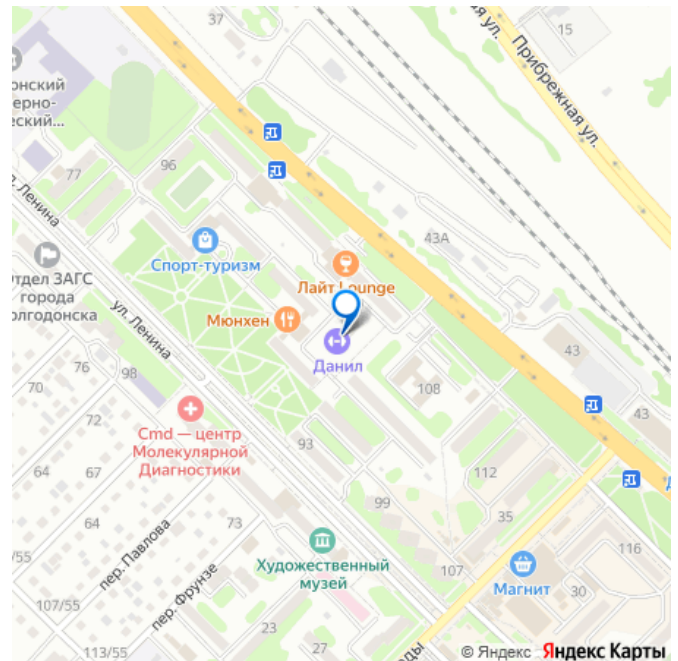 37
15
Прибрежная ул.
ул.
онский
ерно-
еский...
96
77
ул. Ленина
43А
Спорт-туризм
Лайт Lounge
тдел ЗАГС
города
олгодонска
ул. Ленина
Мюнхен
Данил
43
108
70
76
98
72
43
Cmd — центр
Молекулярной
Диагностики
93
64
67
112
99
35
64
73
пер. Павлова
116
/55
Художественный
музей
107
Магнит
30
пер. Фрунзе
107/55
23
27
113/55
© Яндекс Яндекс Карты